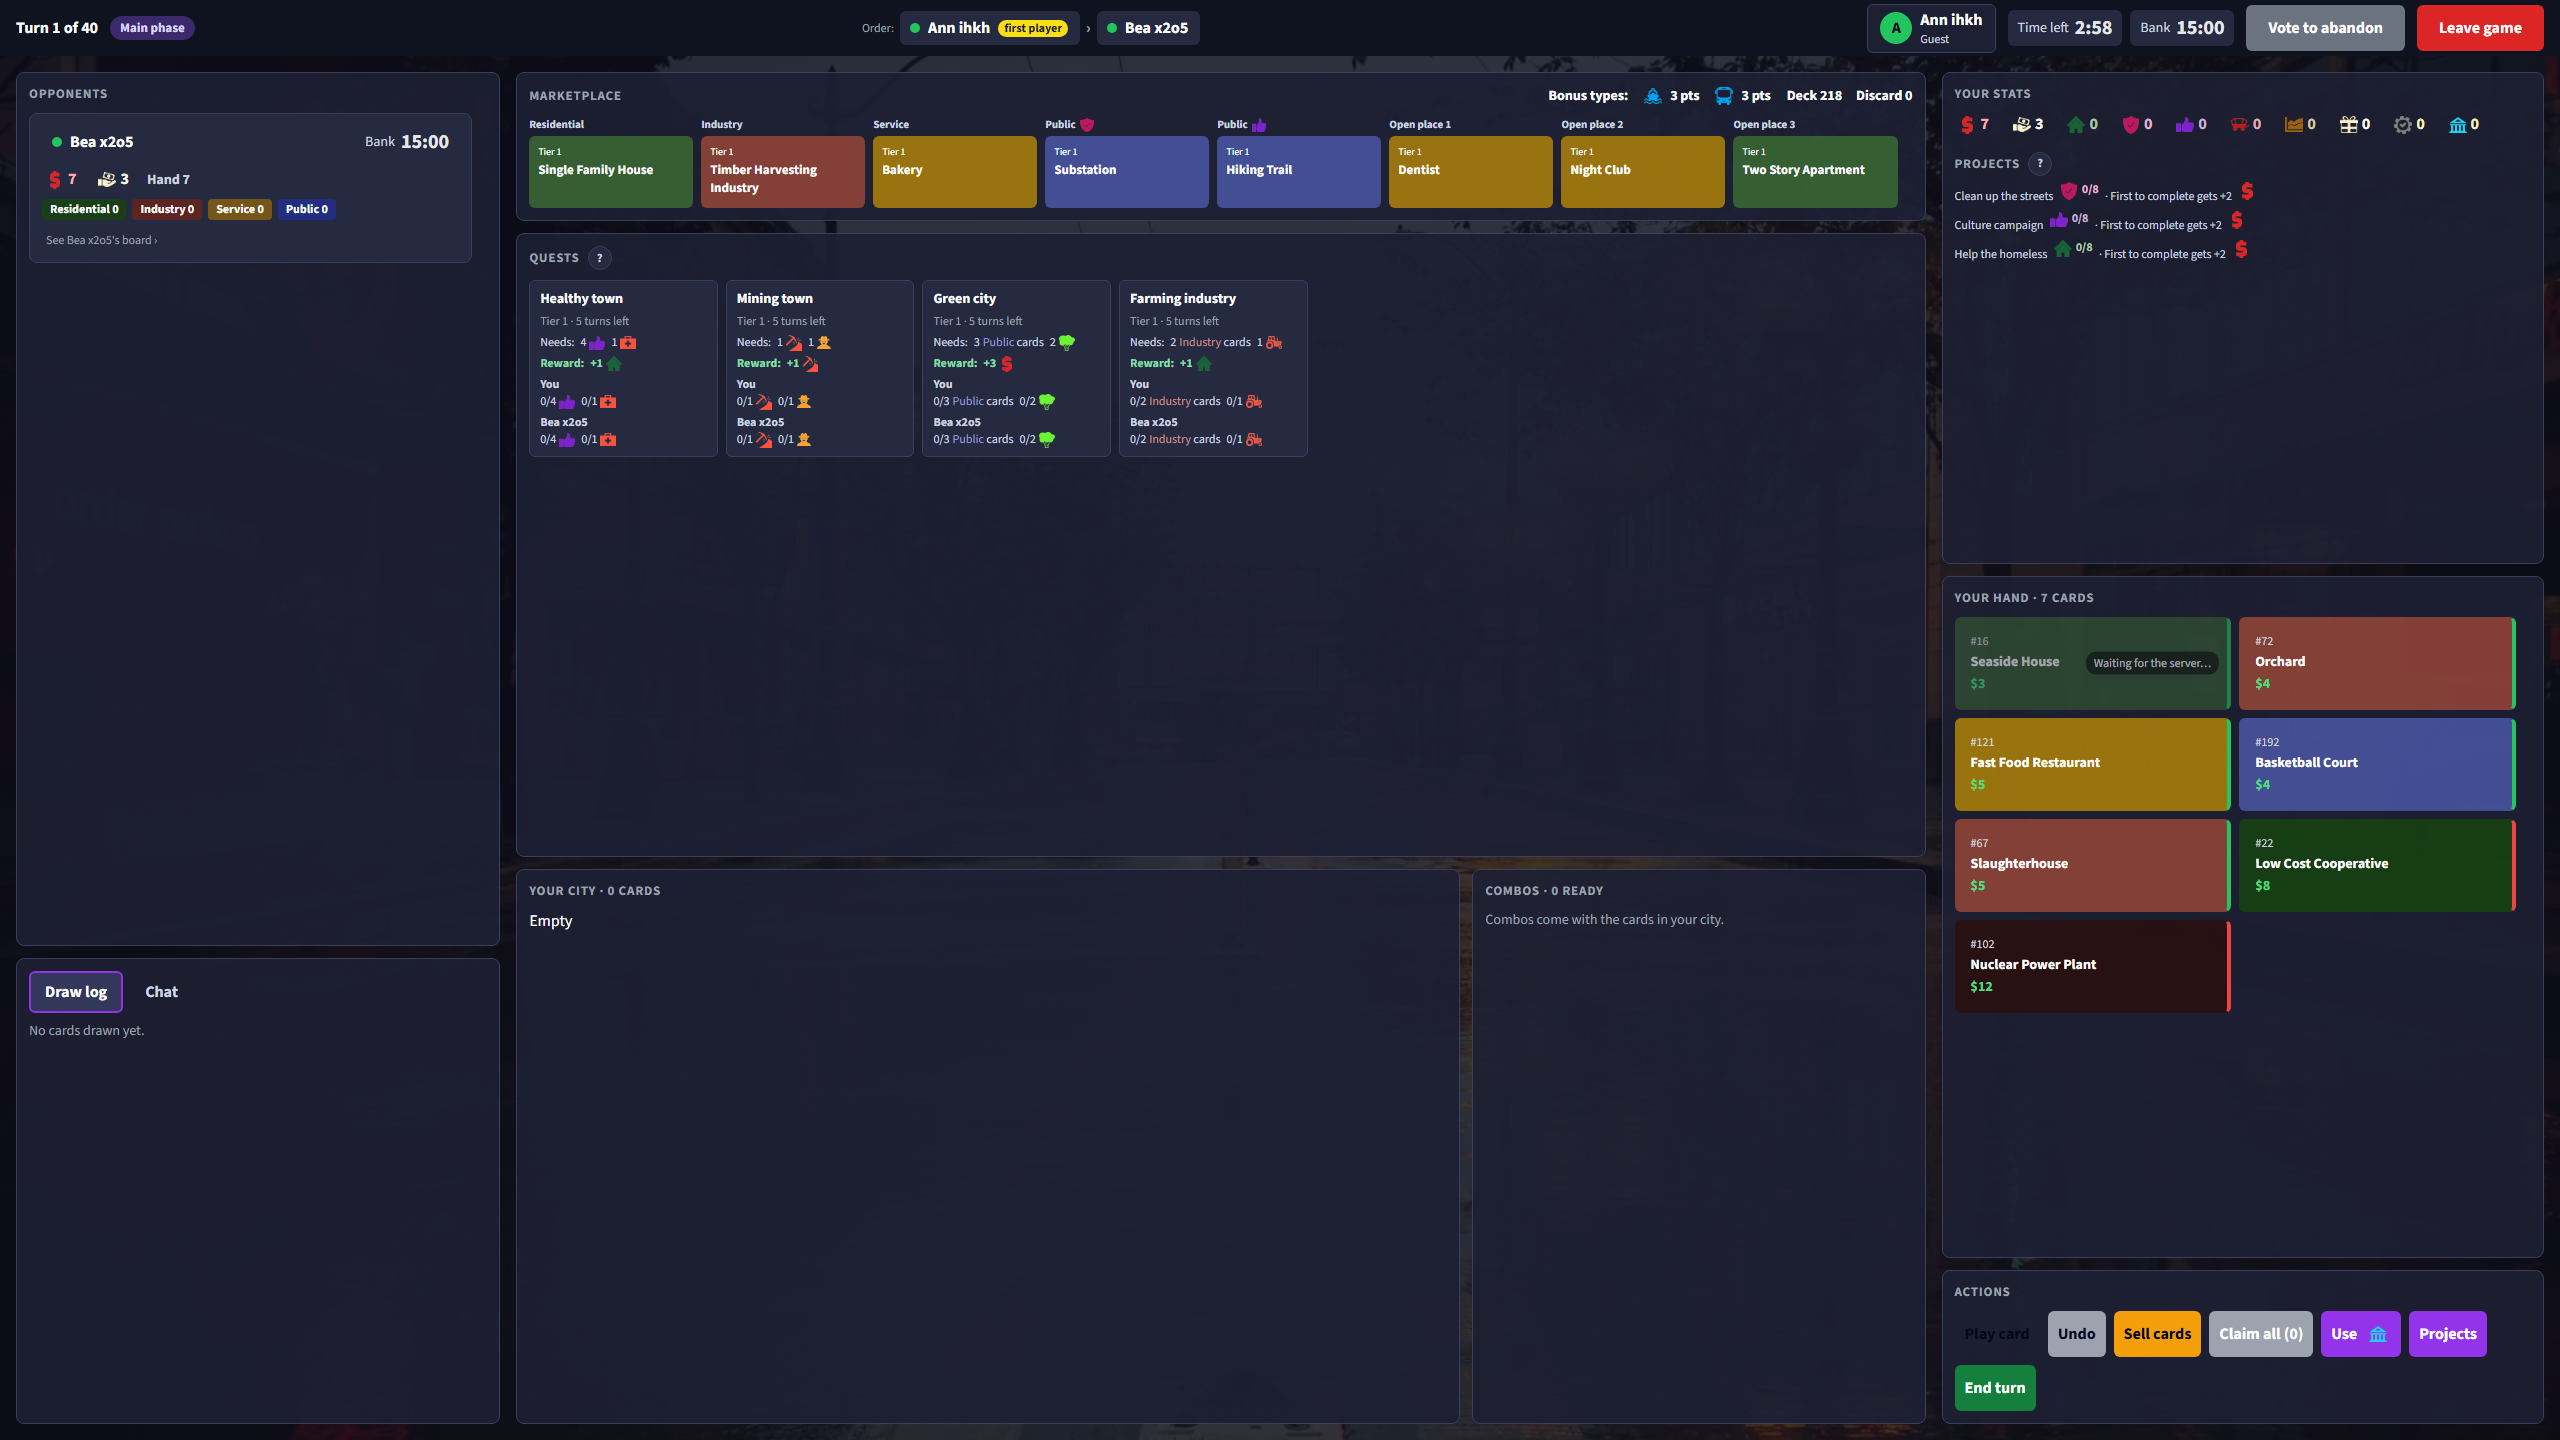 Turn 1 of 40 Main phase
Order: Ann ihkh first player › Bea x2o5
A Ann ihkh
Guest
Time left 2:58
Bank 15:00
Vote to abandon
Leave game
OPPONENTS
Bea x2o5 Bank 15:00
7 3 Hand 7
Residential 0 Industry 0 Service 0 Public 0
See Bea x2o5's board ›
Draw log Chat
No cards drawn yet.
MARKETPLACE Bonus types: 3 pts 3 pts Deck 218 Discard 0
Residential Industry Service Public Public Open place 1 Open place 2 Open place 3
Tier 1 Tier 1 Tier 1 Tier 1 Tier 1 Tier 1 Tier 1 Tier 1
Single Family House Timber Harvesting Bakery Substation Hiking Trail Dentist Night Club Two Story Apartment
Industry
QUESTS ?
Healthy town
Tier 1 · 5 turns left
Needs: 4 1
Reward: +1
You
0/4 0/1
Bea x2o5
0/4 0/1
Mining town
Tier 1 · 5 turns left
Needs: 1 1
Reward: +1
You
0/1 0/1
Bea x2o5
0/1 0/1
Green city
Tier 1 · 5 turns left
Needs: 3 Public cards 2
Reward: +3
You
0/3 Public cards 0/2
Bea x2o5
0/3 Public cards 0/2
Farming industry
Tier 1 · 5 turns left
Needs: 2 Industry cards 1
Reward: +1
You
0/2 Industry cards 0/1
Bea x2o5
0/2 Industry cards 0/1
YOUR CITY · 0 CARDS
Empty
COMBOS · 0 READY
Combos come with the cards in your city.
YOUR STATS
7 3 0 0 0 0 0 0 0 0
PROJECTS ?
Clean up the streets 0/8 · First to complete gets +2
Culture campaign 0/8 · First to complete gets +2
Help the homeless 0/8 · First to complete gets +2
YOUR HAND · 7 CARDS
#16
Seaside House Waiting for the server…
$3
#72
Orchard
$4
#121
Fast Food Restaurant
$5
#192
Basketball Court
$4
#67
Slaughterhouse
$5
#22
Low Cost Cooperative
$8
#102
Nuclear Power Plant
$12
ACTIONS
Play card Undo Sell cards Claim all (0) Use Projects
End turn